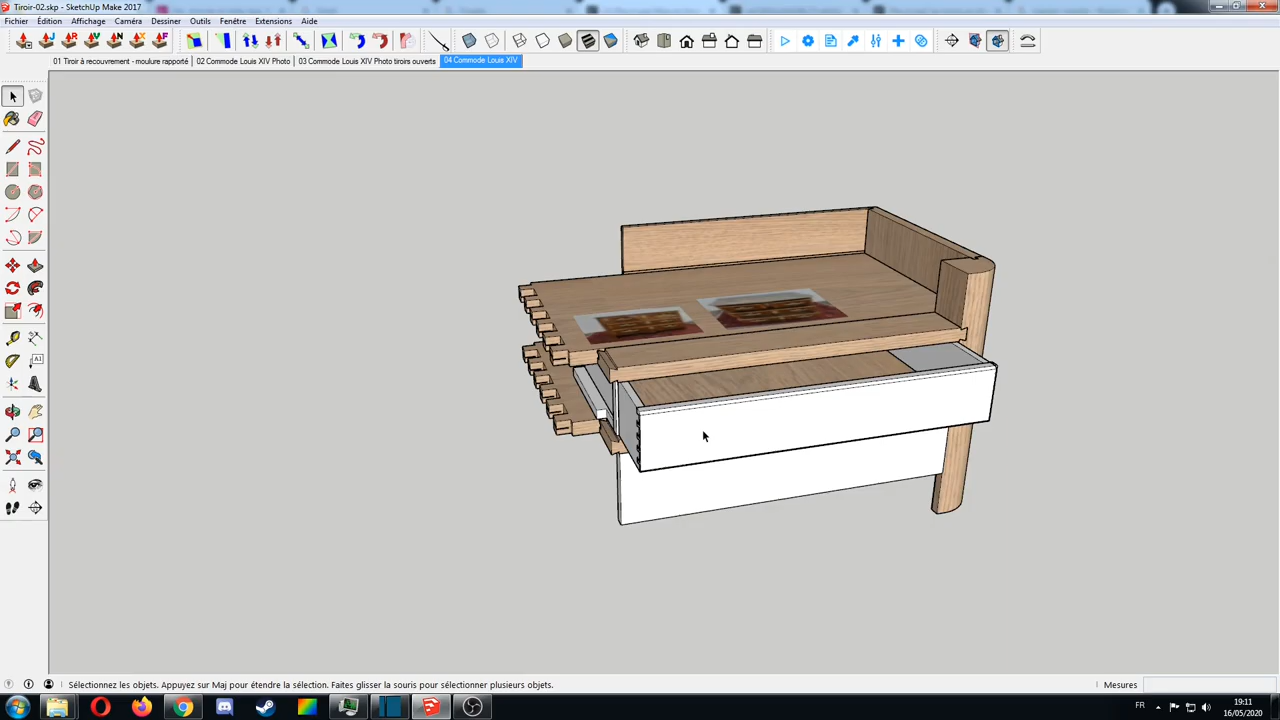 Tiroir-02.skp - SketchUp Make 2017
Fichier Édition Affichage Caméra Dessiner Outils Fenêtre Extensions Aide
01 Tiroir à recouvrement - moulure rapporté 02 Commode Louis XIV Photo 03 Commode Louis XIV Photo tiroirs ouverts 04 Commode Louis XIV
Sélectionnez les objets. Appuyez sur Maj pour étendre la sélection. Faites glisser la souris pour sélectionner plusieurs objets. Mesures
FR 19:11
16/05/2020